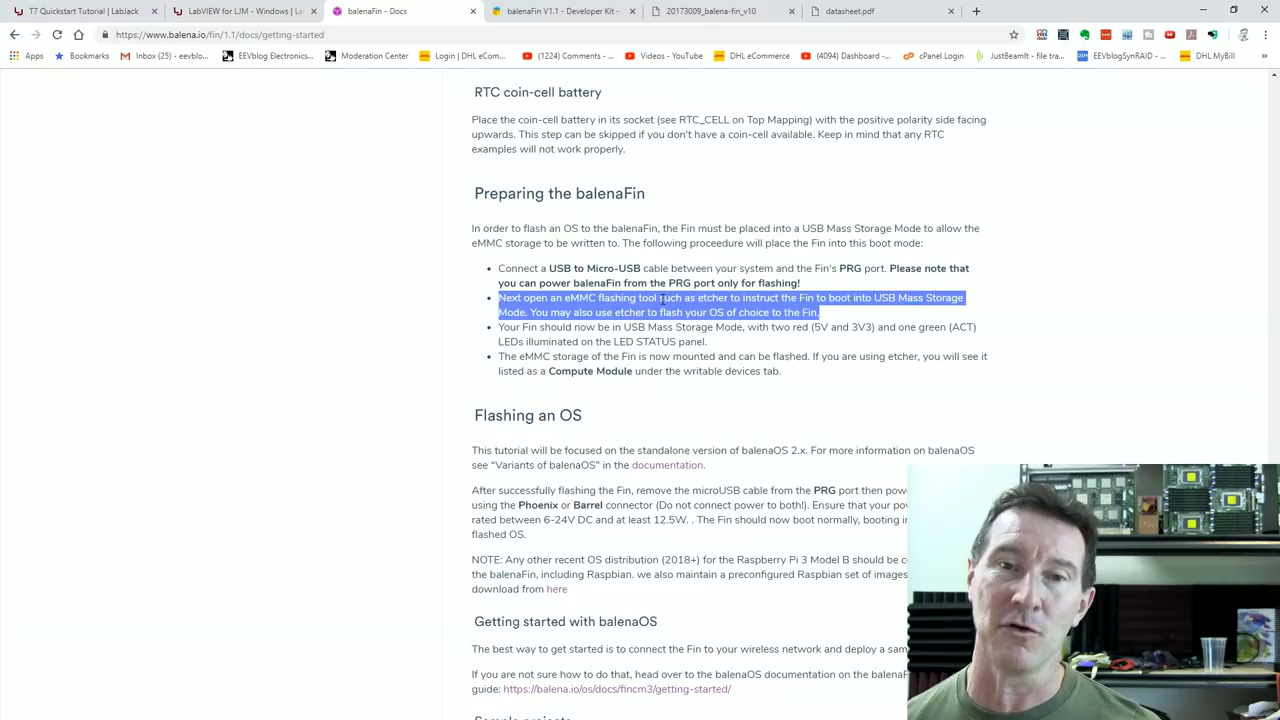 T7 Quickstart Tutorial | LabJack
LabVIEW for LJM - Windows | Lab
balenaFin - Docs
balenaFin V1.1 - Developer Kit -
20173009_balena-fin_v10
datasheet.pdf
https://www.balena.io/fin/1.1/docs/getting-started
Apps
Bookmarks
Inbox (25) - eevblo...
EEVblog Electronics...
Moderation Center
Login | DHL eCom...
(1224) Comments - ...
Videos - YouTube
DHL eCommerce
(4094) Dashboard -...
cPanel Login
JustBeamIt - file tra...
EEVblogSynRAID - ...
DHL MyBill
RTC coin-cell battery
Place the coin-cell battery in its socket (see RTC_CELL on Top Mapping) with the positive polarity side facing
upwards. This step can be skipped if you don't have a coin-cell available. Keep in mind that any RTC
examples will not work properly.
Preparing the balenaFin
In order to flash an OS to the balenaFin, the Fin must be placed into a USB Mass Storage Mode to allow the
eMMC storage to be written to. The following proceedure will place the Fin into this boot mode:
• Connect a USB to Micro-USB cable between your system and the Fin's PRG port. Please note that
you can power balenaFin from the PRG port only for flashing!
• Next open an eMMC flashing tool such as etcher to instruct the Fin to boot into USB Mass Storage
Mode. You may also use etcher to flash your OS of choice to the Fin.
• Your Fin should now be in USB Mass Storage Mode, with two red (5V and 3V3) and one green (ACT)
LEDs illuminated on the LED STATUS panel.
• The eMMC storage of the Fin is now mounted and can be flashed. If you are using etcher, you will see it
listed as a Compute Module under the writable devices tab.
Flashing an OS
This tutorial will be focused on the standalone version of balenaOS 2.x. For more information on balenaOS
see “Variants of balenaOS” in the documentation.
After successfully flashing the Fin, remove the microUSB cable from the PRG port then powe
using the Phoenix or Barrel connector (Do not connect power to both!). Ensure that your pow
rated between 6-24V DC and at least 12.5W. . The Fin should now boot normally, booting in
flashed OS.
NOTE: Any other recent OS distribution (2018+) for the Raspberry Pi 3 Model B should be c
the balenaFin, including Raspbian. we also maintain a preconfigured Raspbian set of images
download from here
Getting started with balenaOS
The best way to get started is to connect the Fin to your wireless network and deploy a sam
If you are not sure how to do that, head over to the balenaOS documentation on the balenaF
guide: https://balena.io/os/docs/fincm3/getting-started/
Sample projects